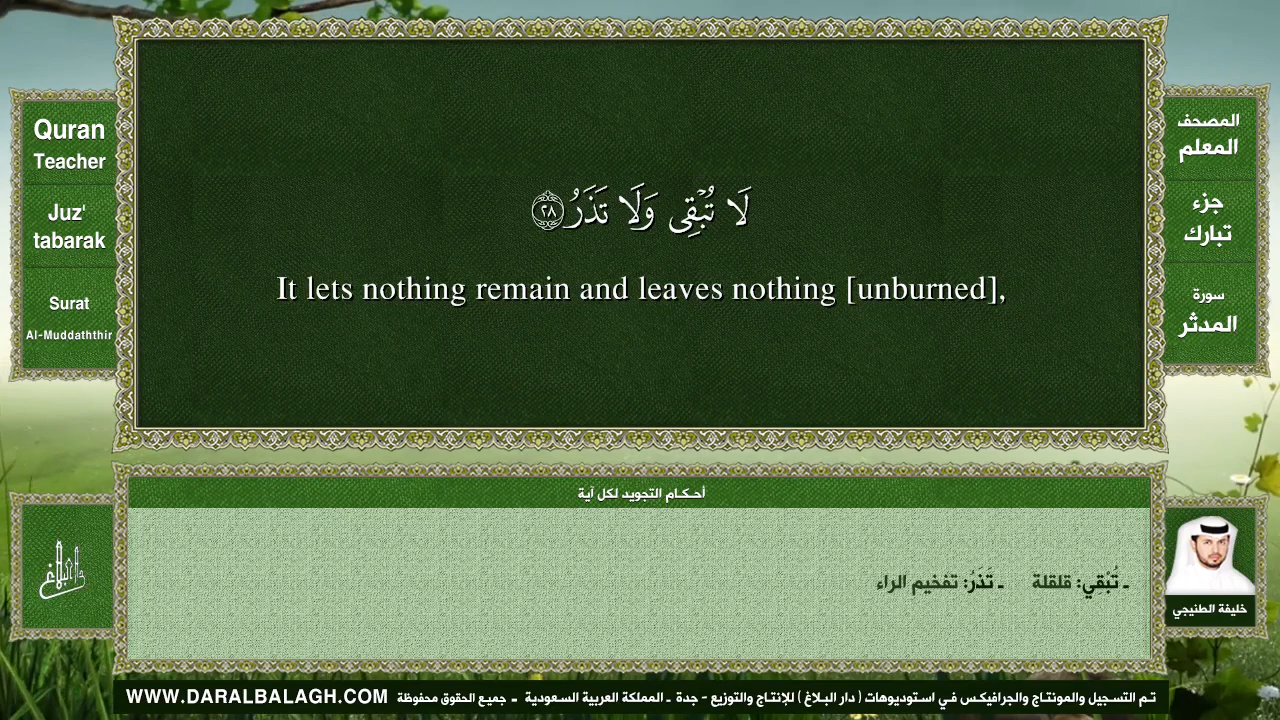 Quran
Teacher
Juz'
tabarak
Surat
Al-Muddaththir
لَا تُبۡقِي وَلَا تَذَرُ ٢٨
It lets nothing remain and leaves nothing [unburned],
المصحف
المعلم
جزء
تبارك
سورة
المدثر
أحكام التجويد لكل آية
ـ تُبْقِي: قلقلة ـ تَذَرُ: تفخيم الراء
دار البلاغ
خليفة الطنيجي
تم التسجيل والمونتاج والجرافيكس في استوديوهات ( دار البلاغ ) للإنتاج والتوزيع - جدة ـ المملكة العربية السعودية ـ جميع الحقوق محفوظة WWW.DARALBALAGH.COM